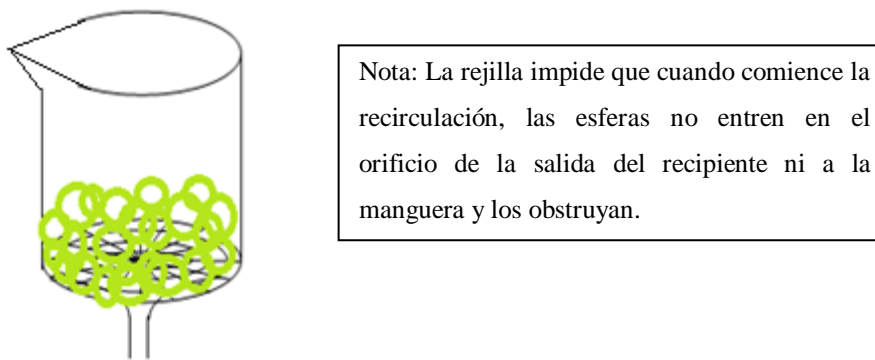 Nota: La rejilla impide que cuando comience la
recirculación, las esferas no entren en el
orificio de la salida del recipiente ni a la
manguera y los obstruyan.